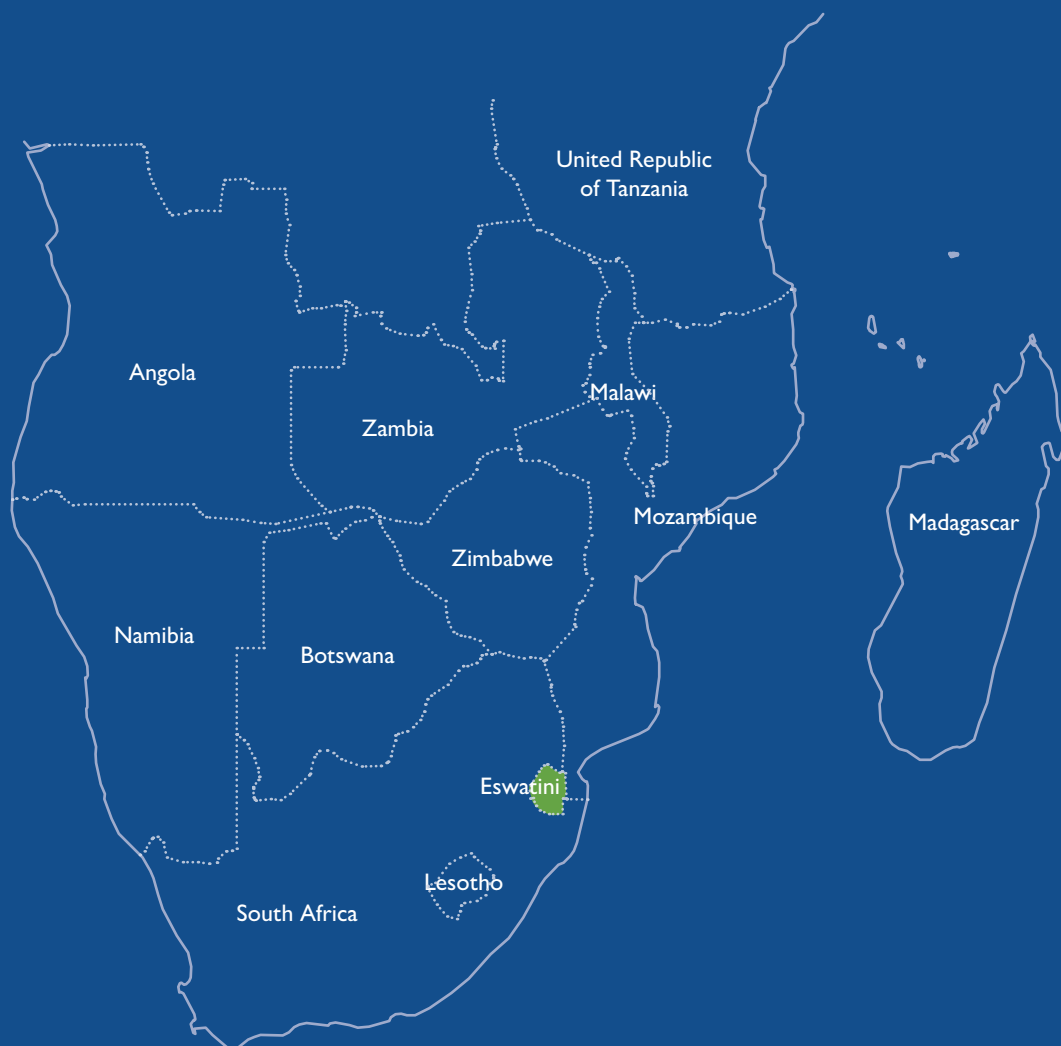 United Republic
of Tanzania
Angola
Malawi
Zambia
Mozambique
Madagascar
Zimbabwe
Namibia
Botswana
Eswatini
Lesotho
South Africa